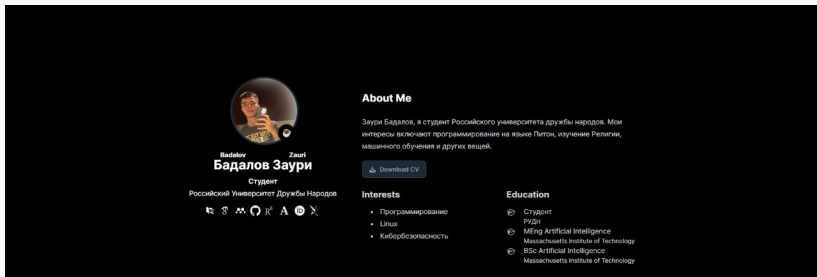 Badalov Zauri
Бадалов Заури
Студент
Российский Университет Дружбы Народов
About Me
Заури Бадалов, я студент Российского университета дружбы народов. Мои
интересы включают программирование на языке Питон, изучение Религии,
машинного обучения и других вещей.
Download CV
Interests
Программирование
Linux
Кибербезопасность
Education
Студент
РУДН
MEng Artificial Intelligence
Massachusetts Institute of Technology
BSc Artificial Intelligence
Massachusetts Institute of Technology